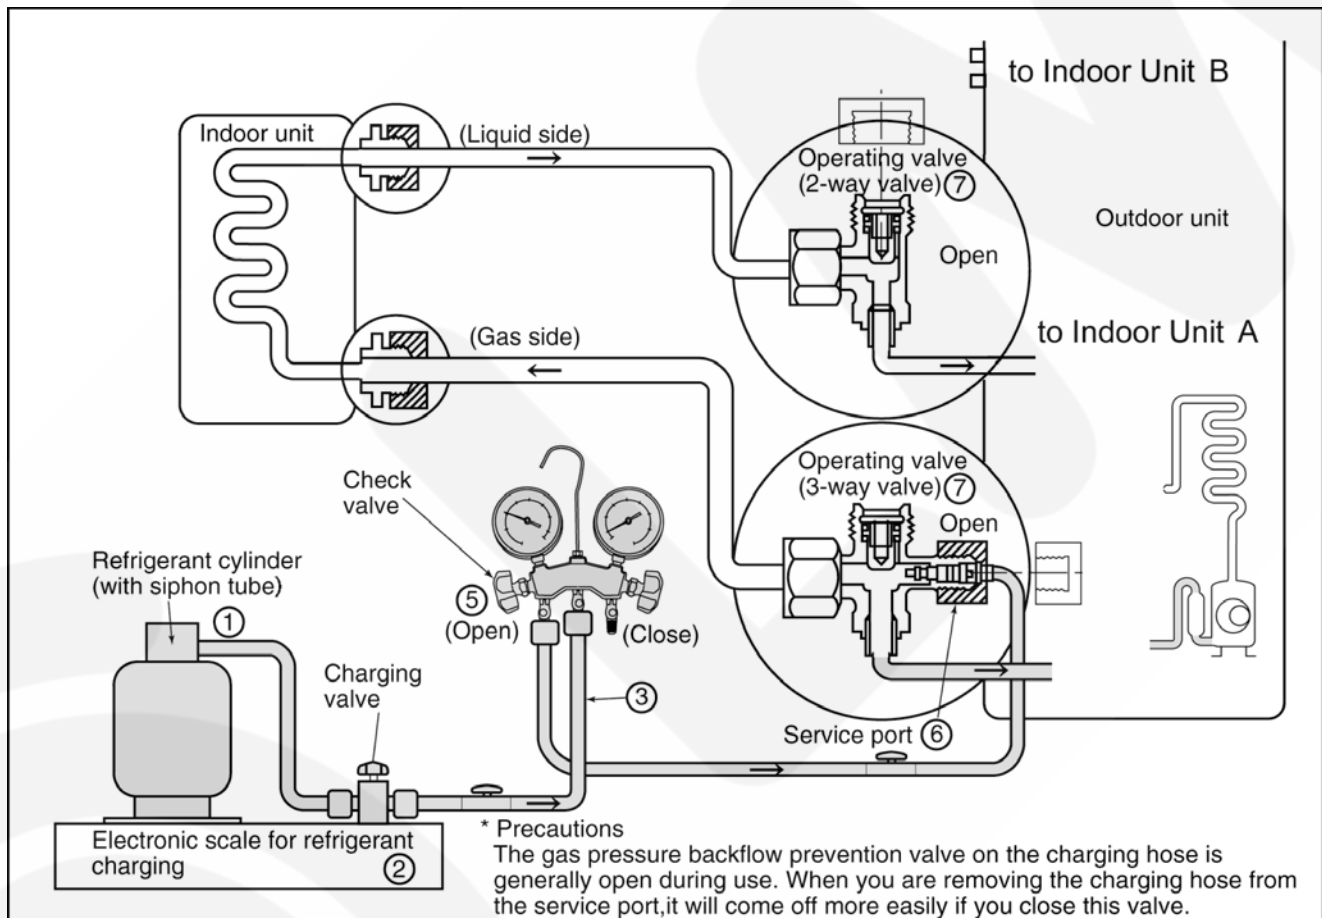 to Indoor Unit B
Indoor unit
(Liquid side)
Operating valve
(2-way valve) ⑦
Outdoor unit
Open
to Indoor Unit A
(Gas side)
Operating valve
(3-way valve) ⑦
Open
Check
valve
Refrigerant cylinder
(with siphon tube)
⑤
(Open)
(Close)
①
Charging
valve
③
Service port ⑥
Electronic scale for refrigerant
charging
②
* Precautions
The gas pressure backflow prevention valve on the charging hose is
generally open during use. When you are removing the charging hose from
the service port,it will come off more easily if you close this valve.